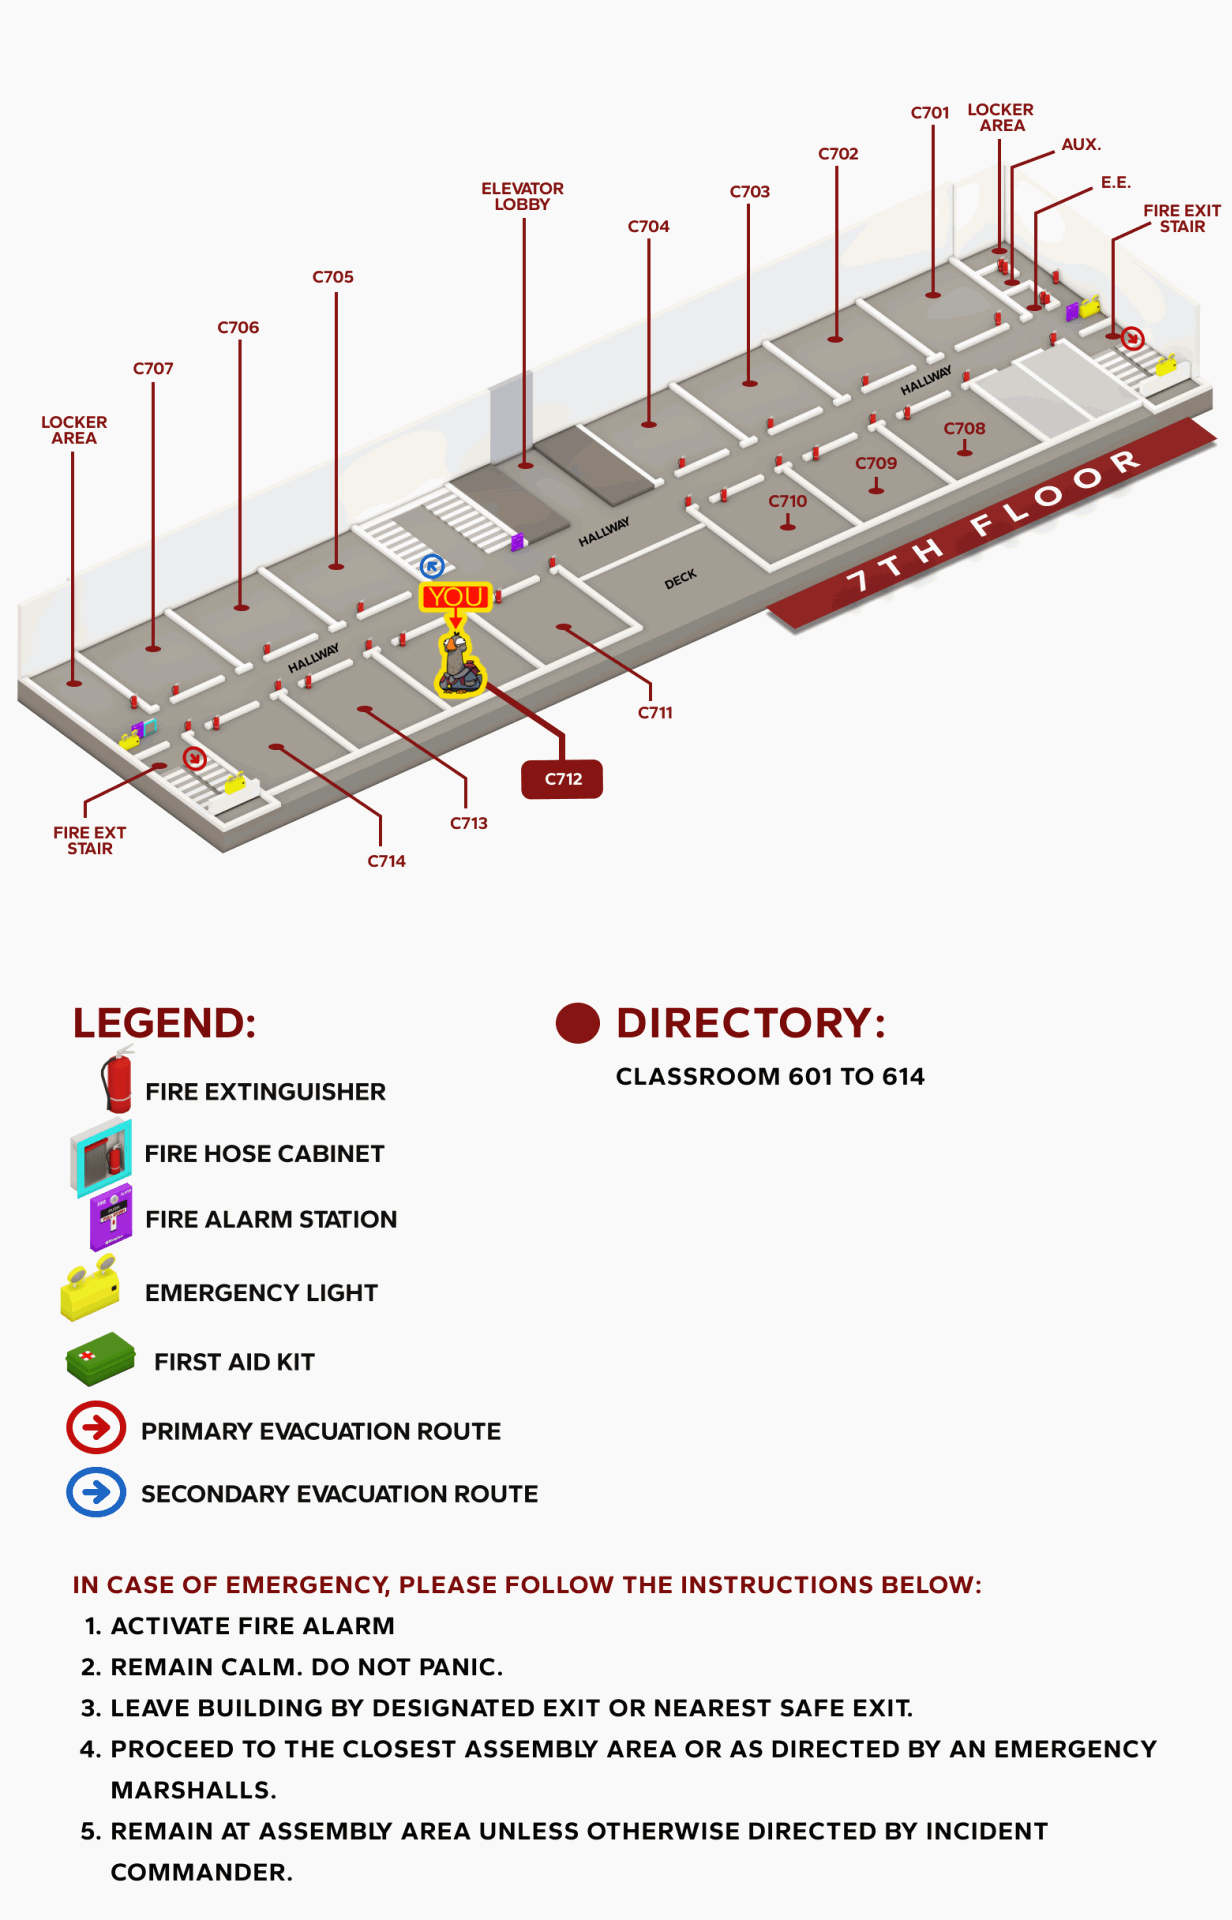 C701
LOCKER
AREA
AUX.
C702
E.E.
C703
ELEVATOR
LOBBY
FIRE EXIT
STAIR
C704
C705
C706
C707
LOCKER
AREA
HALLWAY
C708
C709
C710
7TH FLOOR
HALLWAY
DECK
YOU
HALLWAY
C711
C712
C713
FIRE EXT
STAIR
C714
LEGEND:
FIRE EXTINGUISHER
FIRE HOSE CABINET
FIRE ALARM STATION
EMERGENCY LIGHT
FIRST AID KIT
PRIMARY EVACUATION ROUTE
SECONDARY EVACUATION ROUTE
DIRECTORY:
CLASSROOM 601 TO 614
IN CASE OF EMERGENCY, PLEASE FOLLOW THE INSTRUCTIONS BELOW:
1. ACTIVATE FIRE ALARM
2. REMAIN CALM. DO NOT PANIC.
3. LEAVE BUILDING BY DESIGNATED EXIT OR NEAREST SAFE EXIT.
4. PROCEED TO THE CLOSEST ASSEMBLY AREA OR AS DIRECTED BY AN EMERGENCY
MARSHALLS.
5. REMAIN AT ASSEMBLY AREA UNLESS OTHERWISE DIRECTED BY INCIDENT
COMMANDER.